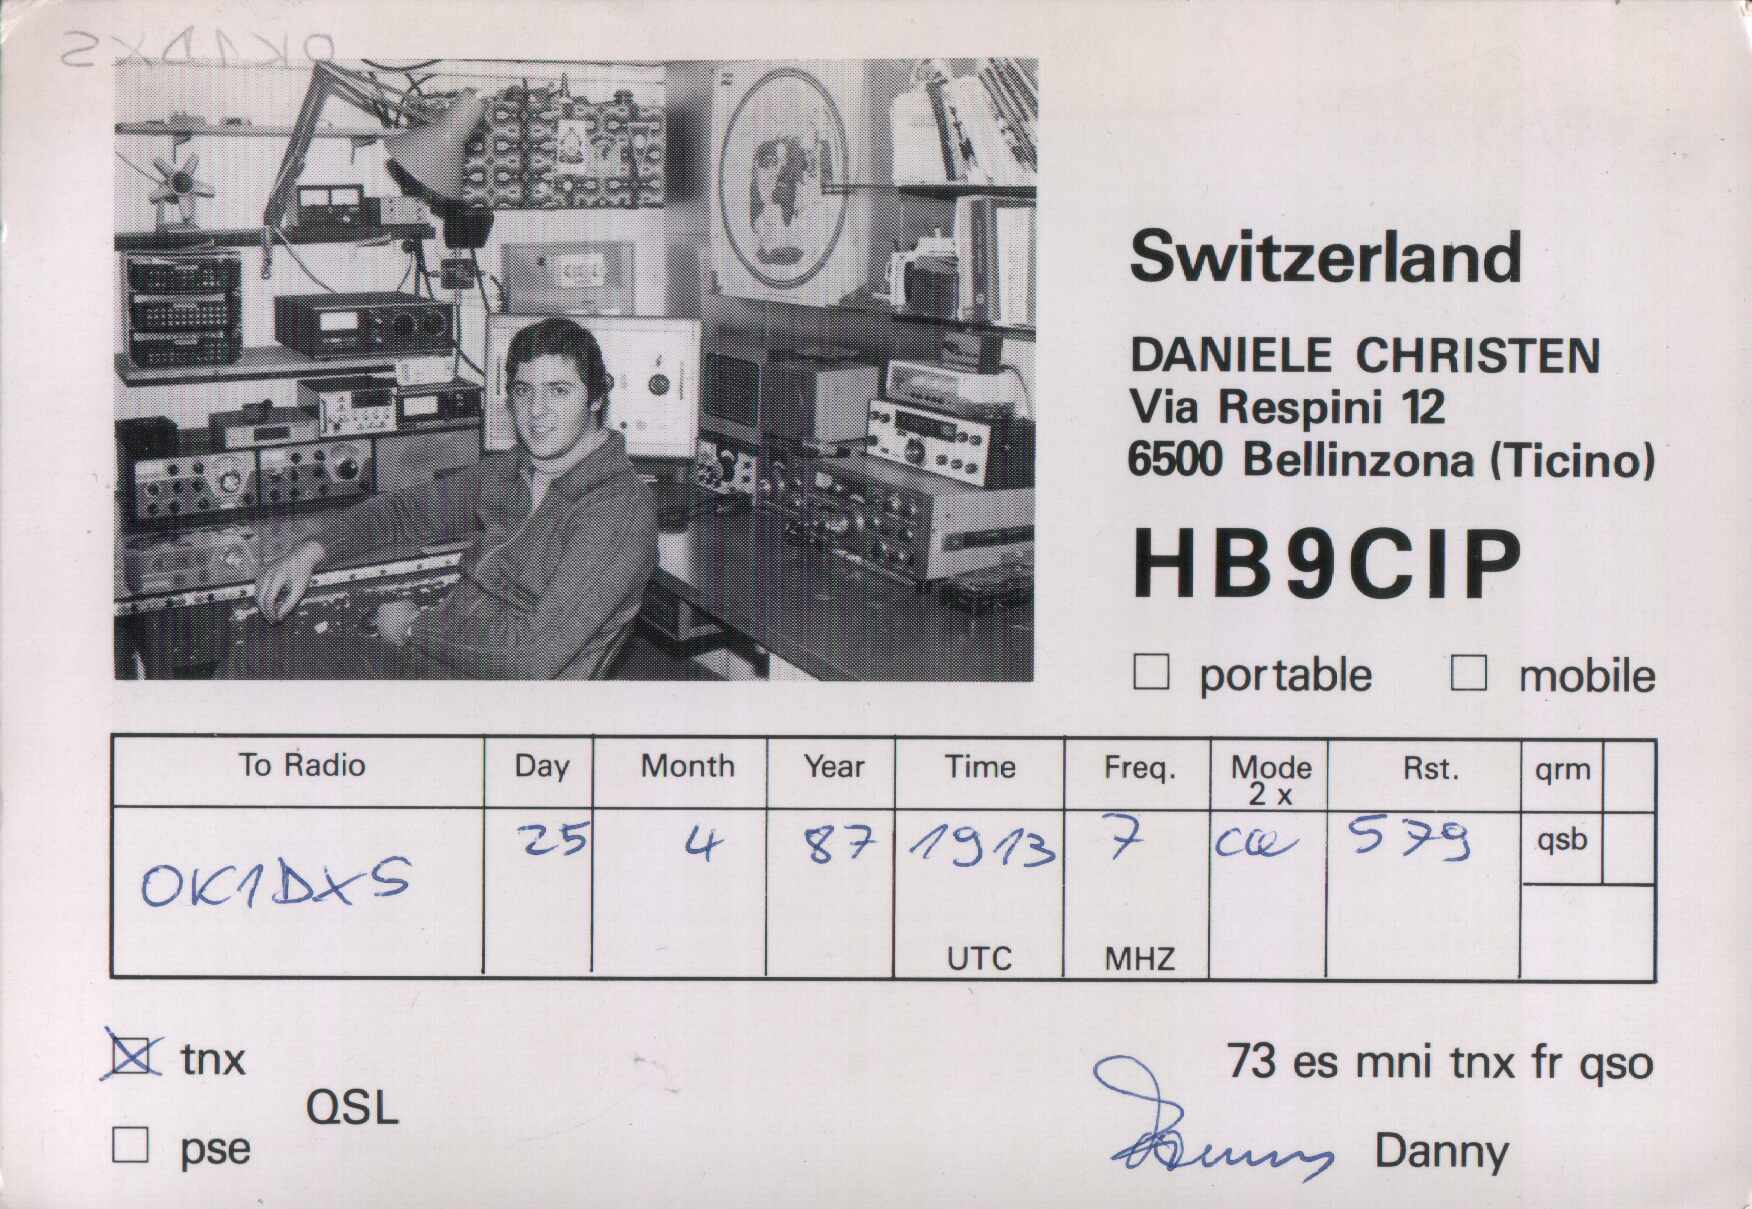 OK1DXS
Switzerland
DANIELE CHRISTEN
Via Respini 12
6500 Bellinzona (Ticino)
HB9CIP
portable mobile
To Radio Day Month Year Time Freq. Mode 2 x Rst. qrm
OK1DXS 25 4 87 1913 7 cw 579 qsb
UTC MHZ
tnx
QSL
pse
73 es mni tnx fr qso
Danny Danny